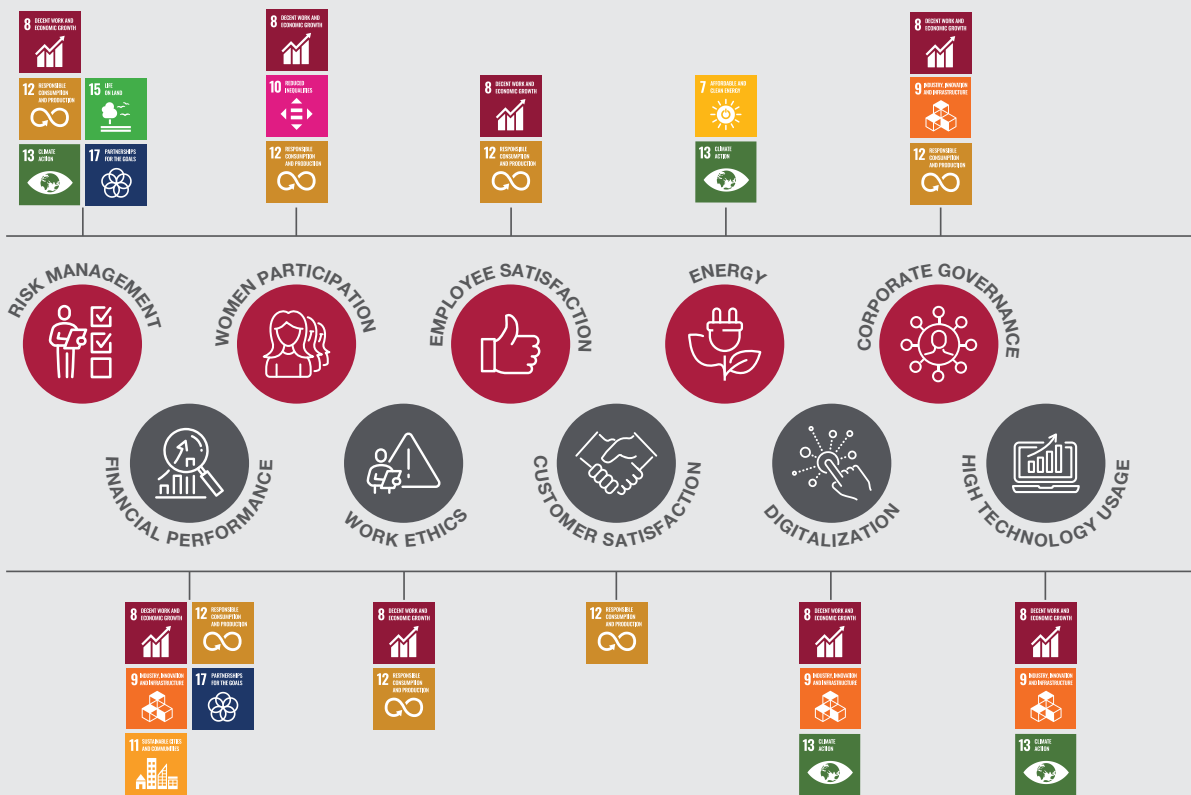 8 DECENT WORK AND
ECONOMIC GROWTH
12 RESPONSIBLE
CONSUMPTION
AND PRODUCTION
15 LIFE
ON LAND
13 CLIMATE
ACTION
17 PARTNERSHIPS
FOR THE GOALS
8 DECENT WORK AND
ECONOMIC GROWTH
10 REDUCED
INEQUALITIES
12 RESPONSIBLE
CONSUMPTION
AND PRODUCTION
8 DECENT WORK AND
ECONOMIC GROWTH
12 RESPONSIBLE
CONSUMPTION
AND PRODUCTION
7 AFFORDABLE AND
CLEAN ENERGY
13 CLIMATE
ACTION
8 DECENT WORK AND
ECONOMIC GROWTH
9 INDUSTRY, INNOVATION
AND INFRASTRUCTURE
12 RESPONSIBLE
CONSUMPTION
AND PRODUCTION
RISK MANAGEMENT
WOMEN PARTICIPATION
EMPLOYEE SATISFACTION
ENERGY
CORPORATE GOVERNANCE
FINANCIAL PERFORMANCE
WORK ETHICS
CUSTOMER SATISFACTION
DIGITALIZATION
HIGH TECHNOLOGY USAGE
8 DECENT WORK AND
ECONOMIC GROWTH
12 RESPONSIBLE
CONSUMPTION
AND PRODUCTION
9 INDUSTRY, INNOVATION
AND INFRASTRUCTURE
17 PARTNERSHIPS
FOR THE GOALS
11 SUSTAINABLE CITIES
AND COMMUNITIES
8 DECENT WORK AND
ECONOMIC GROWTH
12 RESPONSIBLE
CONSUMPTION
AND PRODUCTION
12 RESPONSIBLE
CONSUMPTION
AND PRODUCTION
8 DECENT WORK AND
ECONOMIC GROWTH
9 INDUSTRY, INNOVATION
AND INFRASTRUCTURE
13 CLIMATE
ACTION
8 DECENT WORK AND
ECONOMIC GROWTH
9 INDUSTRY, INNOVATION
AND INFRASTRUCTURE
13 CLIMATE
ACTION